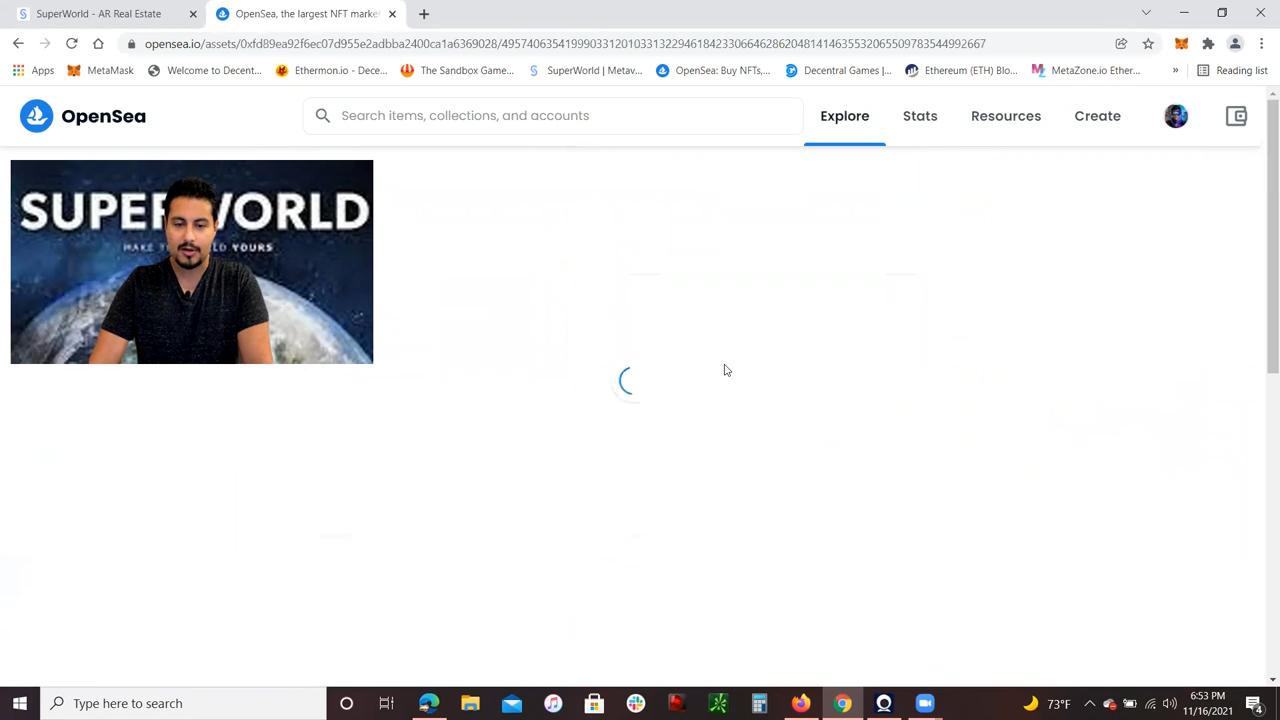 SuperWorld - AR Real Estate
OpenSea, the largest NFT marke
opensea.io/assets/0xfd89ea92f6ec07d955e2adbba2400ca1a6369028/49574063541999033120103313229461842330664628620481414635532065509783544992667
Apps
MetaMask
Welcome to Decent...
Ethermon.io - Dece...
The Sandbox Game...
SuperWorld | Metav...
OpenSea: Buy NFTs,...
Decentral Games |...
Ethereum (ETH) Blo...
MetaZone.io Ether...
»
Reading list
OpenSea
Search items, collections, and accounts
Explore
Stats
Resources
Create
SUPERWORLD
YOURS
Type here to search
73°F
6:53 PM
11/16/2021
4